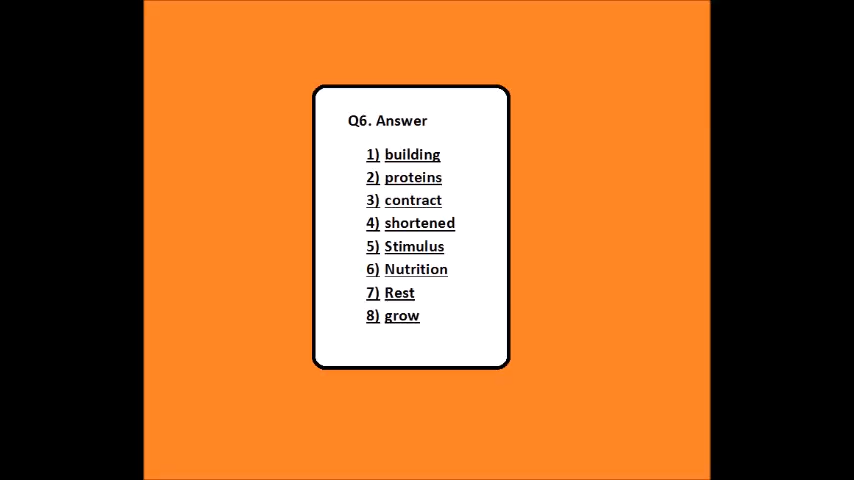 Q6. Answer
1) building
2) proteins
3) contract
4) shortened
5) Stimulus
6) Nutrition
7) Rest
8) grow